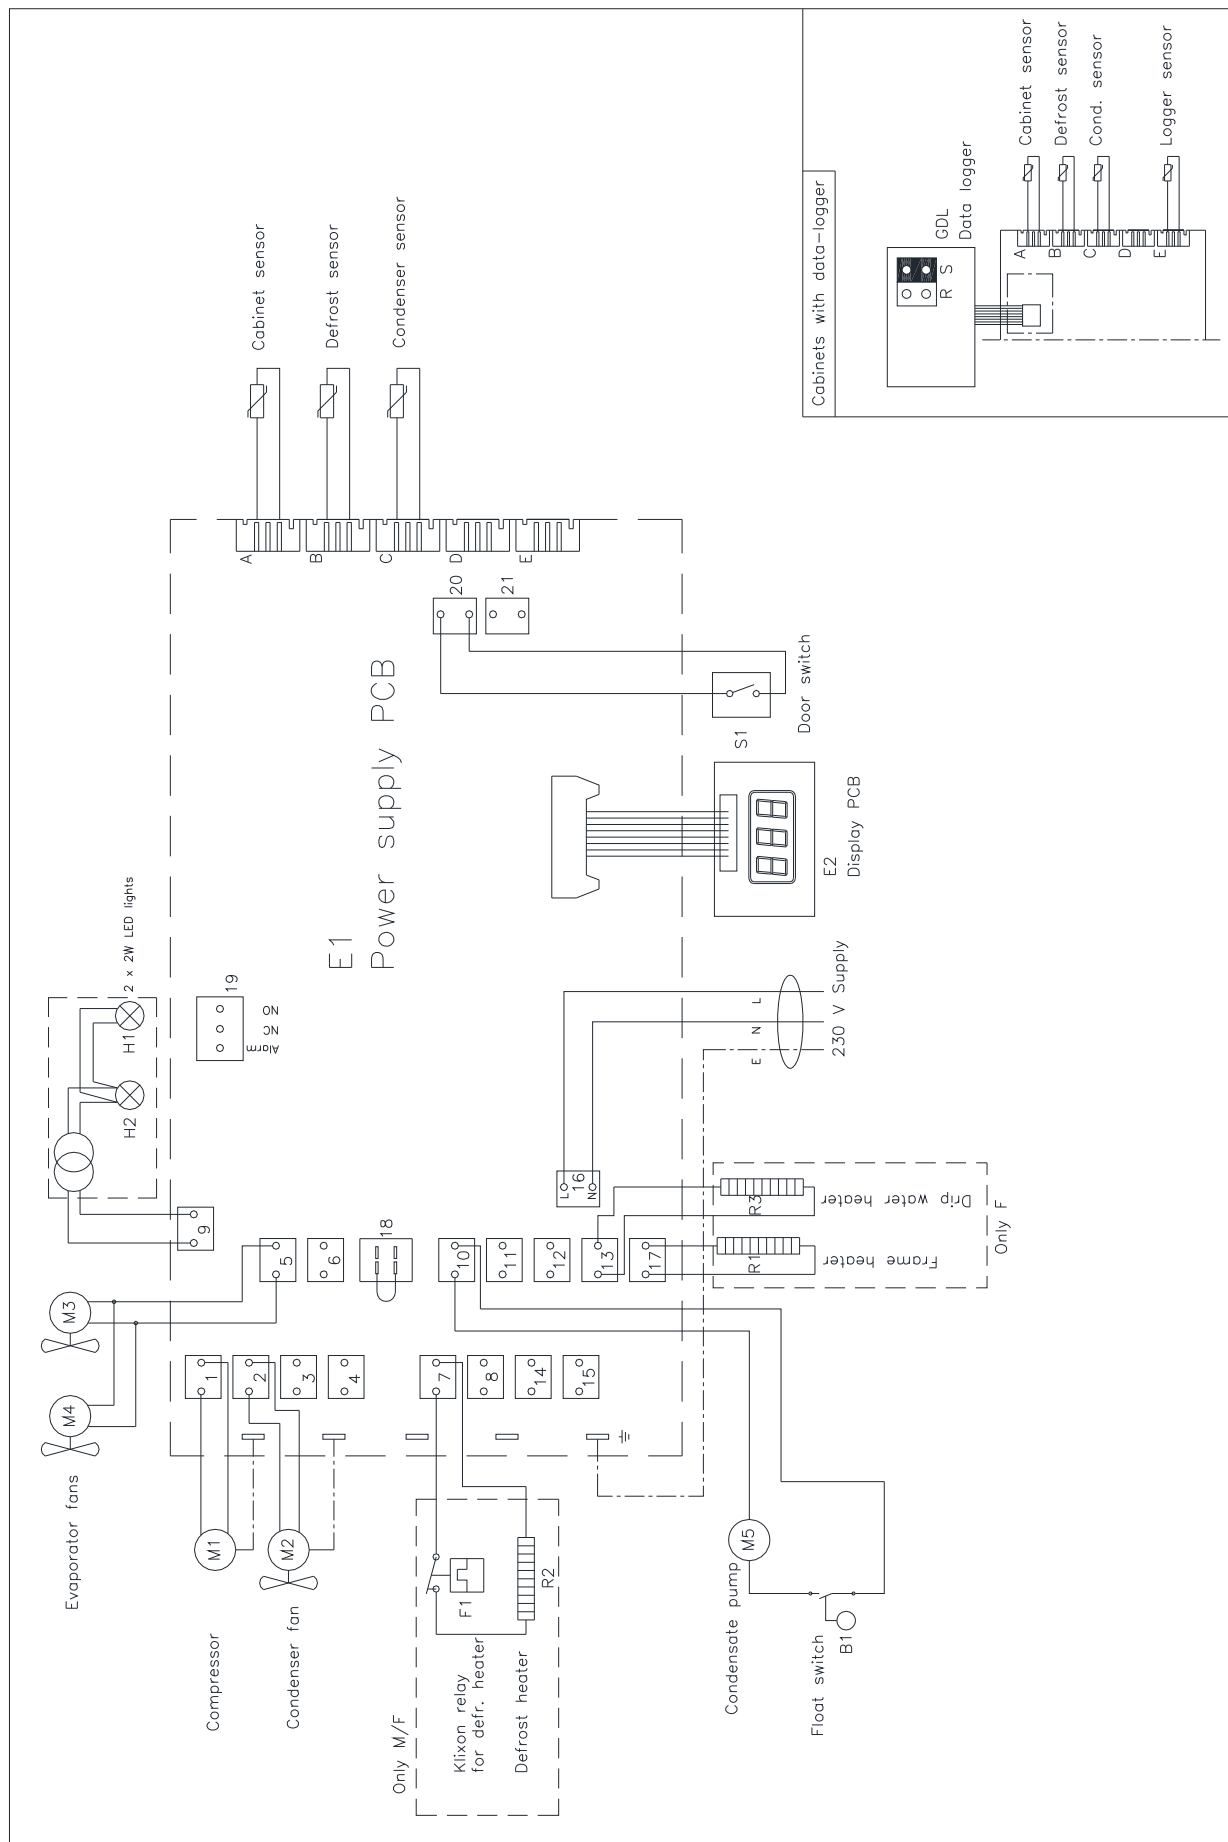 Evaporator fans
M4
M3
H2
H1
2 x 2W LED lights
Compressor
M1
Condenser fan
M2
1
2
3
4
5
6
9
18
19
Alarm
NC
NO
E1
Power supply PCB
A
B
C
D
E
Cabinet sensor
Defrost sensor
Condenser sensor
20
21
Only M/F
Klixon relay
for defr. heater
F1
Defrost heater
R2
7
8
14
15
10
11
12
13
17
16
L
N
Condensate pump
M5
Float switch
B1
R1
Frame heater
R3
Drip water heater
Only F
E
N
L
230 V Supply
E2
Display PCB
S1
Door switch
Cabinets with data-logger
GDL
Data logger
R
S
A
B
C
D
E
Cabinet sensor
Defrost sensor
Cond. sensor
Logger sensor